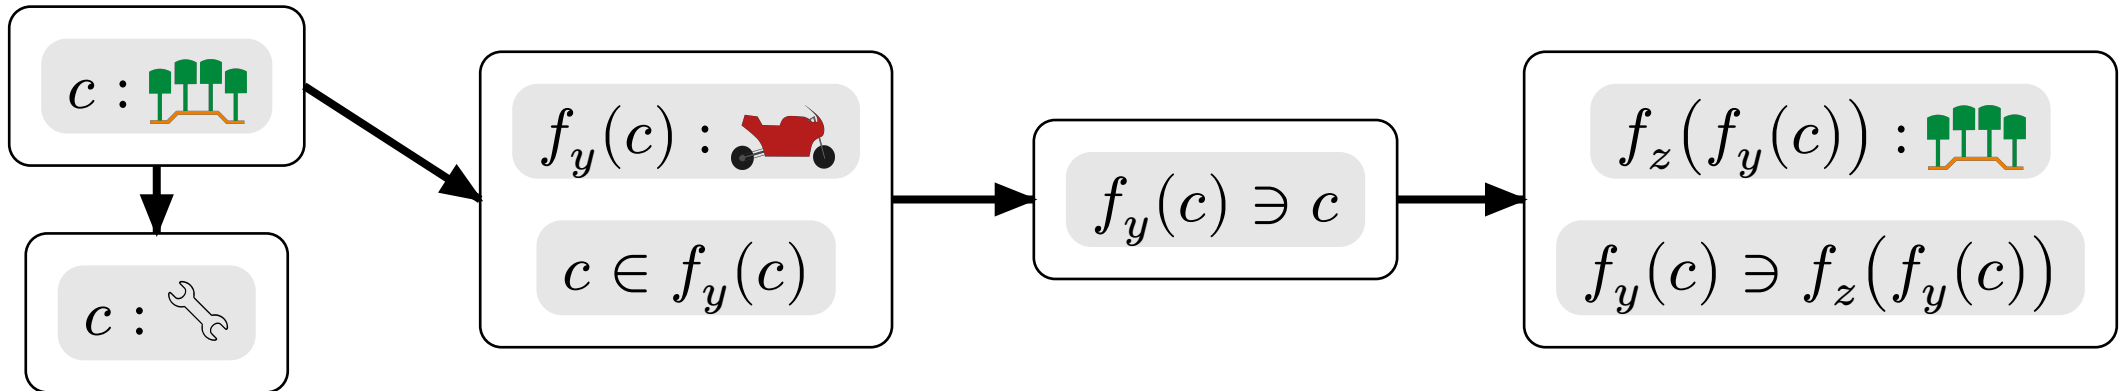 c :
c :
f_y(c) :
c ∈ f_y(c)
f_y(c) ∋ c
f_z(f_y(c)) :
f_y(c) ∋ f_z(f_y(c))